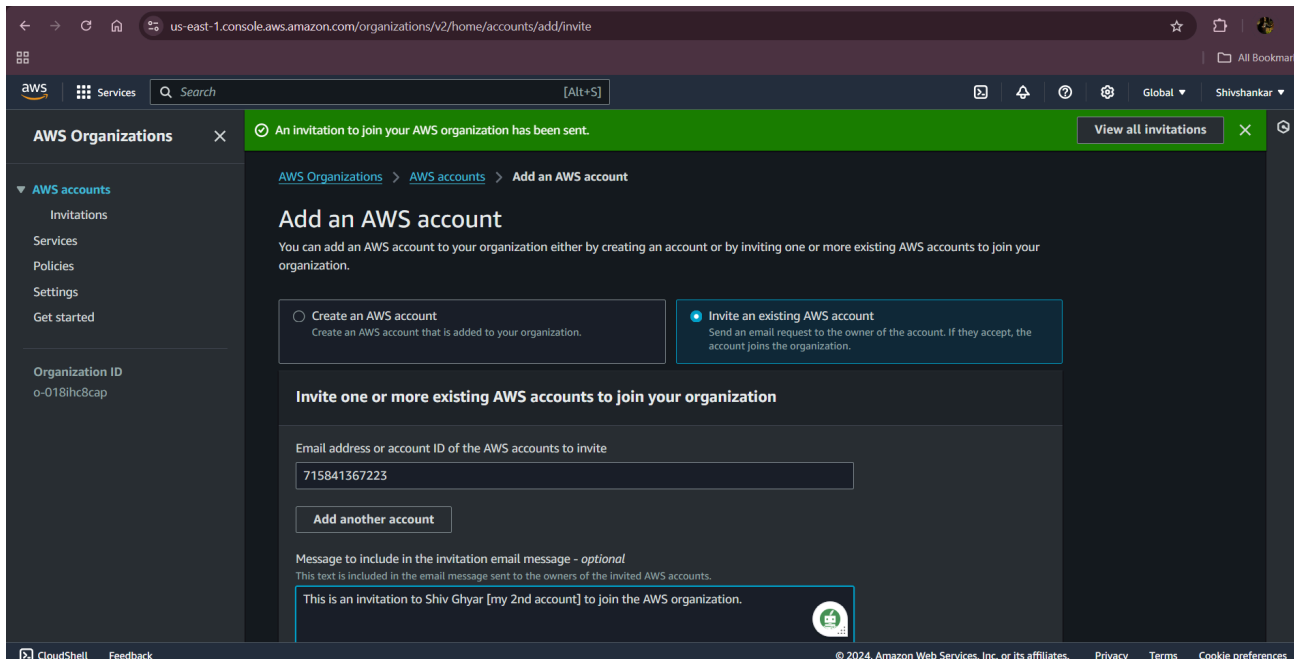 us-east-1.console.aws.amazon.com/organizations/v2/home/accounts/add/invite
All Bookmar
aws Services Search [Alt+S] Global Shivshankar
AWS Organizations
An invitation to join your AWS organization has been sent. View all invitations
AWS accounts
Invitations
Services
Policies
Settings
Get started
Organization ID
o-018ihc8cap
AWS Organizations > AWS accounts > Add an AWS account
Add an AWS account
You can add an AWS account to your organization either by creating an account or by inviting one or more existing AWS accounts to join your
organization.
Create an AWS account
Create an AWS account that is added to your organization.
Invite an existing AWS account
Send an email request to the owner of the account. If they accept, the
account joins the organization.
Invite one or more existing AWS accounts to join your organization
Email address or account ID of the AWS accounts to invite
715841367223
Add another account
Message to include in the invitation email message - optional
This text is included in the email message sent to the owners of the invited AWS accounts.
This is an invitation to Shiv Ghyar [my 2nd account] to join the AWS organization.
CloudShell Feedback © 2024, Amazon Web Services, Inc. or its affiliates. Privacy Terms Cookie preferences